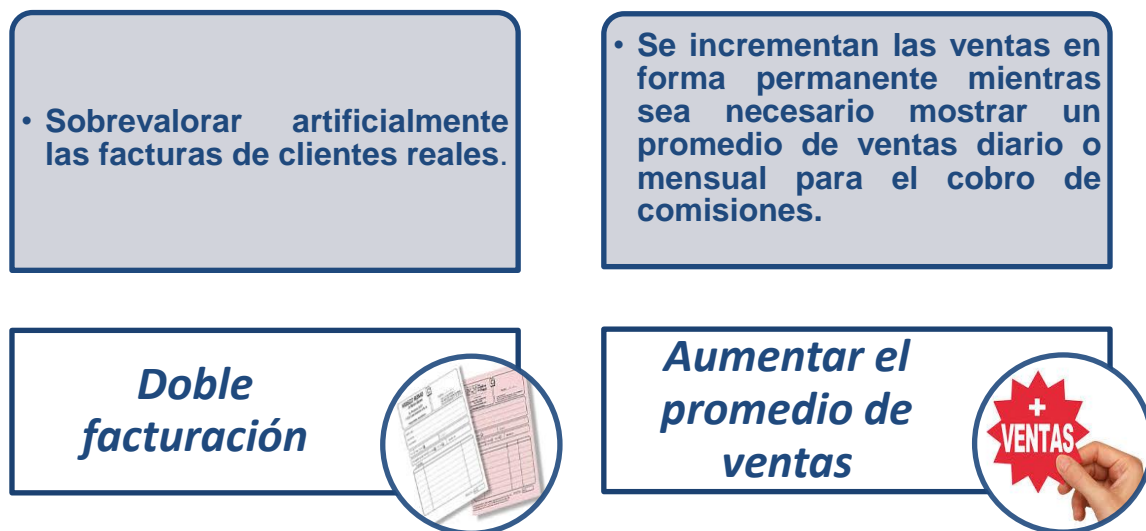 • Sobrevalorar artificialmente
las facturas de clientes reales.
• Se incrementan las ventas en
forma permanente mientras
sea necesario mostrar un
promedio de ventas diario o
mensual para el cobro de
comisiones.
Doble
facturación
Aumentar el
promedio de
ventas
+
VENTAS